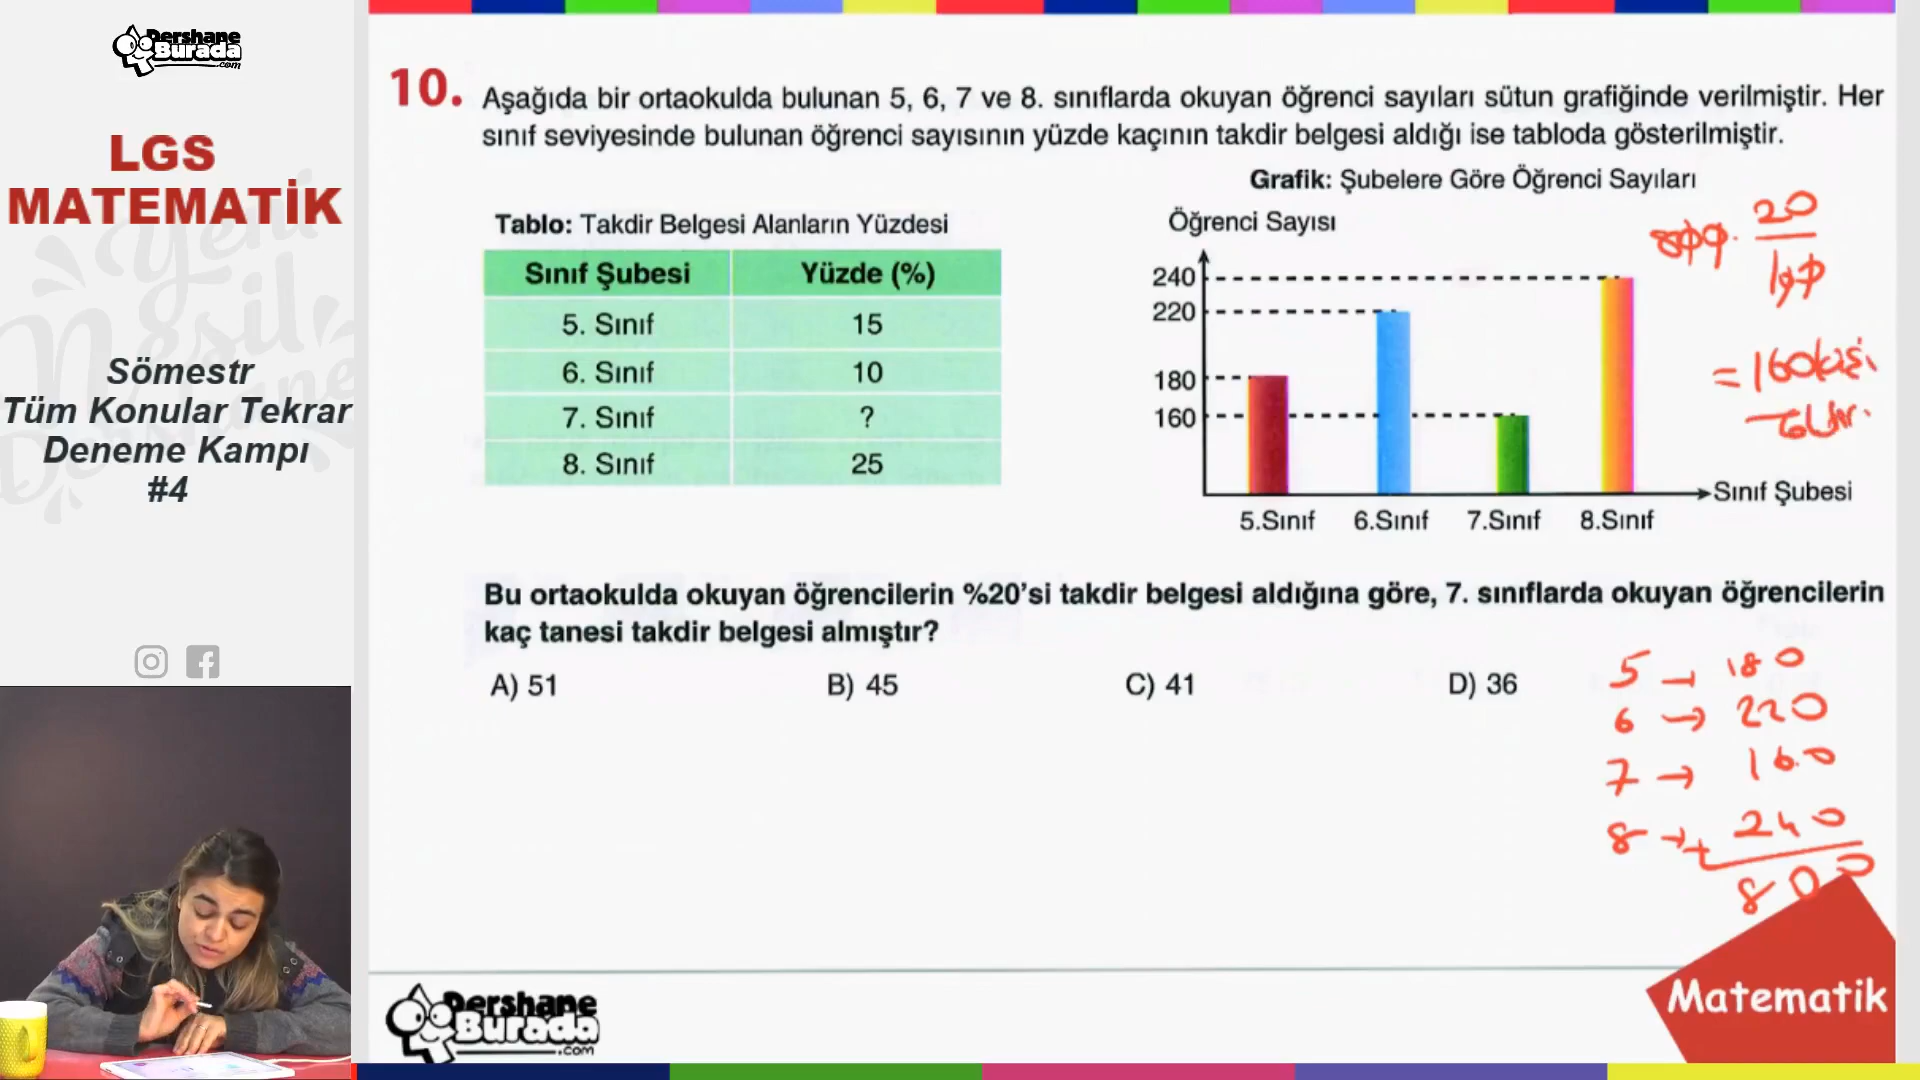 Dershane
Burada
.com
LGS
MATEMATİK
Yeni
Nesil
Dershane
Sömestr
Tüm Konular Tekrar
Deneme Kampı
#4
10. Aşağıda bir ortaokulda bulunan 5, 6, 7 ve 8. sınıflarda okuyan öğrenci sayıları sütun grafiğinde verilmiştir. Her
sınıf seviyesinde bulunan öğrenci sayısının yüzde kaçının takdir belgesi aldığı ise tabloda gösterilmiştir.
Tablo: Takdir Belgesi Alanların Yüzdesi
Sınıf Şubesi Yüzde (%)
5. Sınıf 15
6. Sınıf 10
7. Sınıf ?
8. Sınıf 25
Grafik: Şubelere Göre Öğrenci Sayıları
Öğrenci Sayısı
240
220
180
160
Sınıf Şubesi
5.Sınıf 6.Sınıf 7.Sınıf 8.Sınıf
800. 20
100
= 160 kişi
Bu ortaokulda okuyan öğrencilerin %20'si takdir belgesi aldığına göre, 7. sınıflarda okuyan öğrencilerin
kaç tanesi takdir belgesi almıştır?
A) 51 B) 45 C) 41 D) 36
5 → 180
6 → 220
7 → 160
8 → + 240
800
Dershane
Burada
.com
Matematik